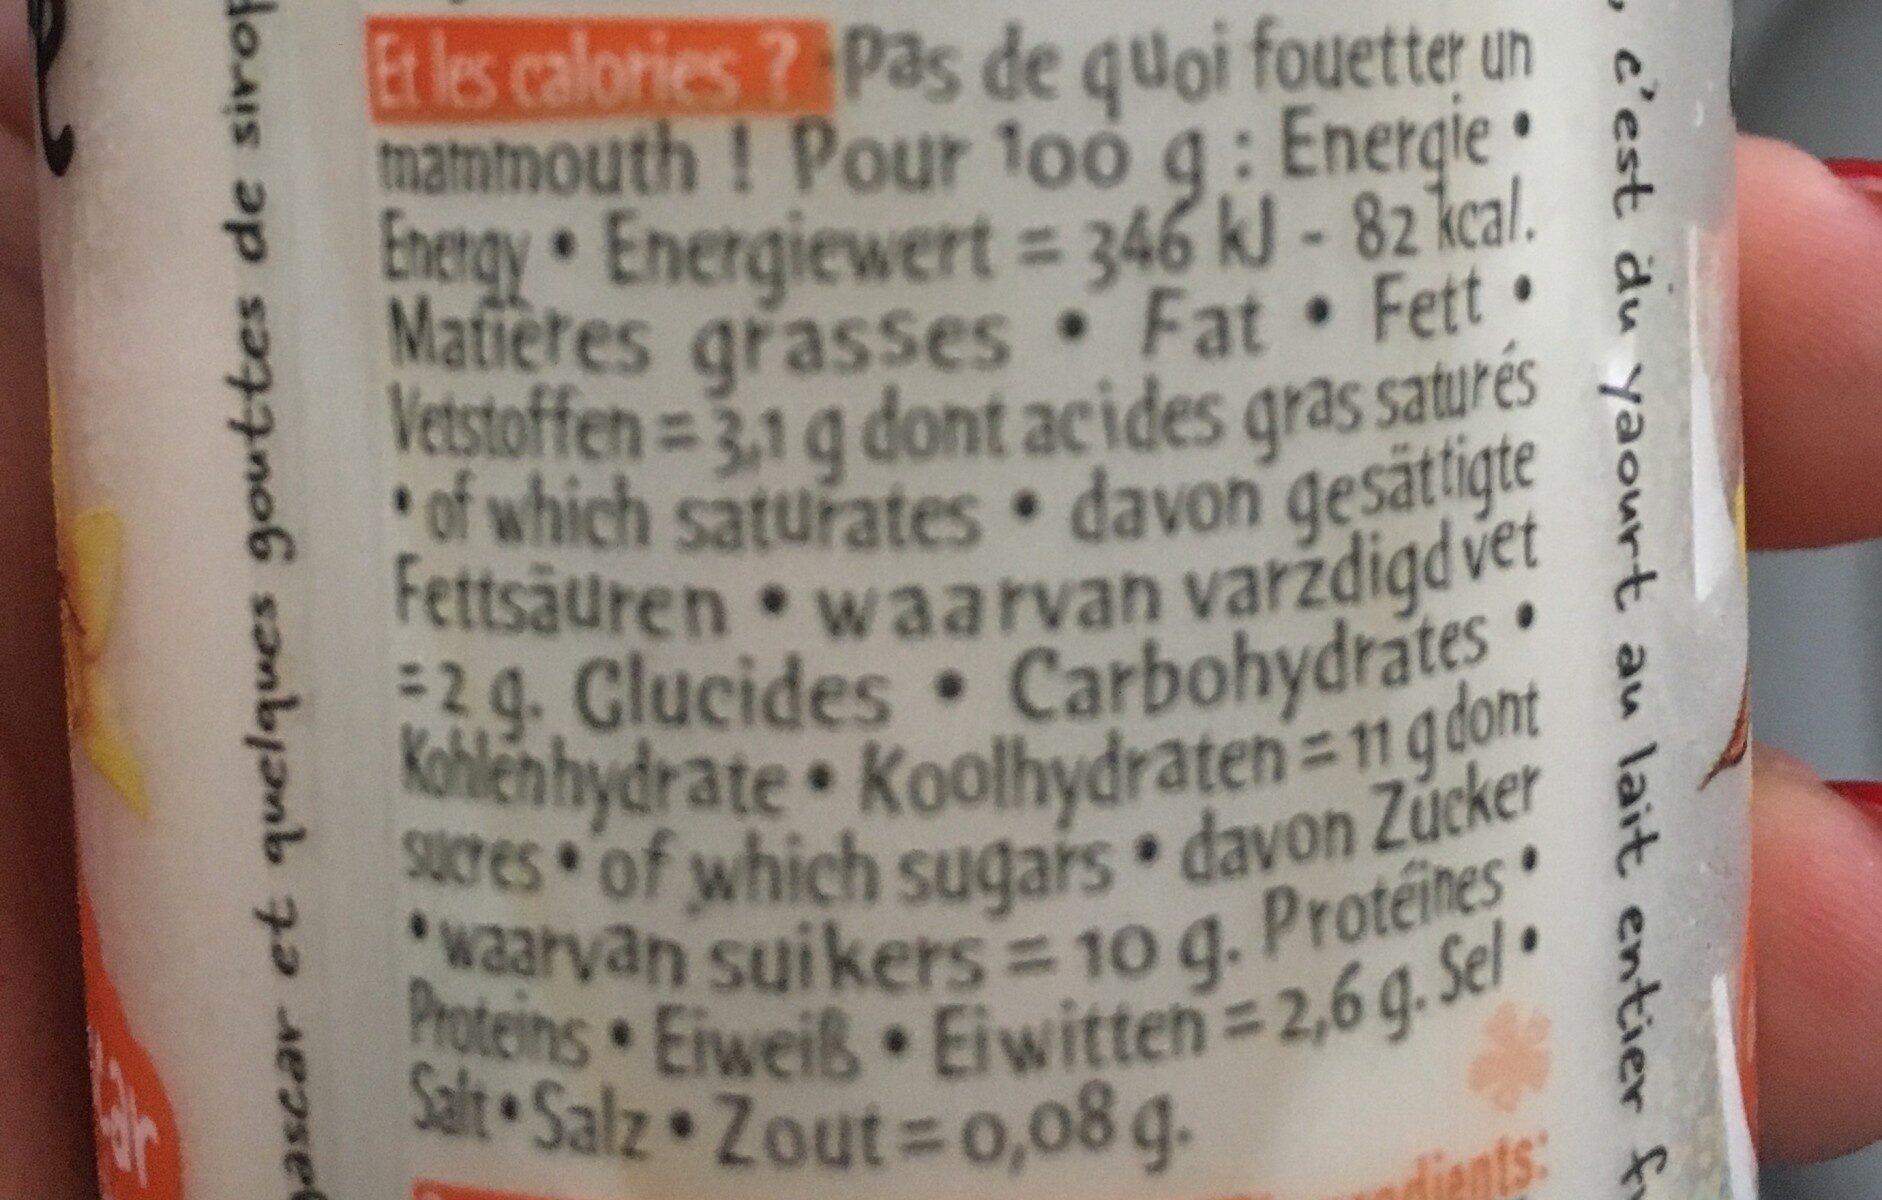 Et les calories ? Pas de quoi fouetter un
mammouth ! Pour 100 g : Energie •
Energy • Energiewert = 346 kJ - 82 kcal.
Matières grasses • Fat • Fett •
Vetstoffen = 3,1 g dont acides gras saturés
• of which saturates • davon gesättigte
Fettsäuren • waarvan varzdigd vet
= 2 g. Glucides • Carbohydrates •
Kohlenhydrate • Koolhydraten = 11 g dont
sucres • of which sugars • davon Zucker
• waarvan suikers = 10 g. Protéines •
Proteins • Eiweiß • Eiwitten = 2,6 g. Sel •
Salt • Salz • Zout = 0,08 g.
et quelques gouttes de sirop
, c'est du yaourt au lait entier